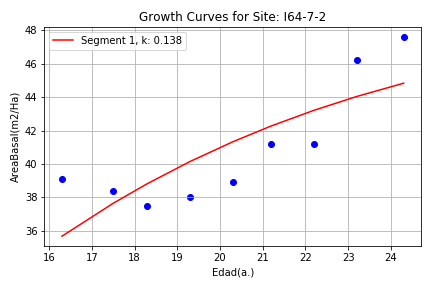 Growth Curves for Site: I64-7-2
Segment 1, k: 0.138
AreaBasal(m2/Ha)
48
46
44
42
40
38
36
16 17 18 19 20 21 22 23 24
Edad(a.)